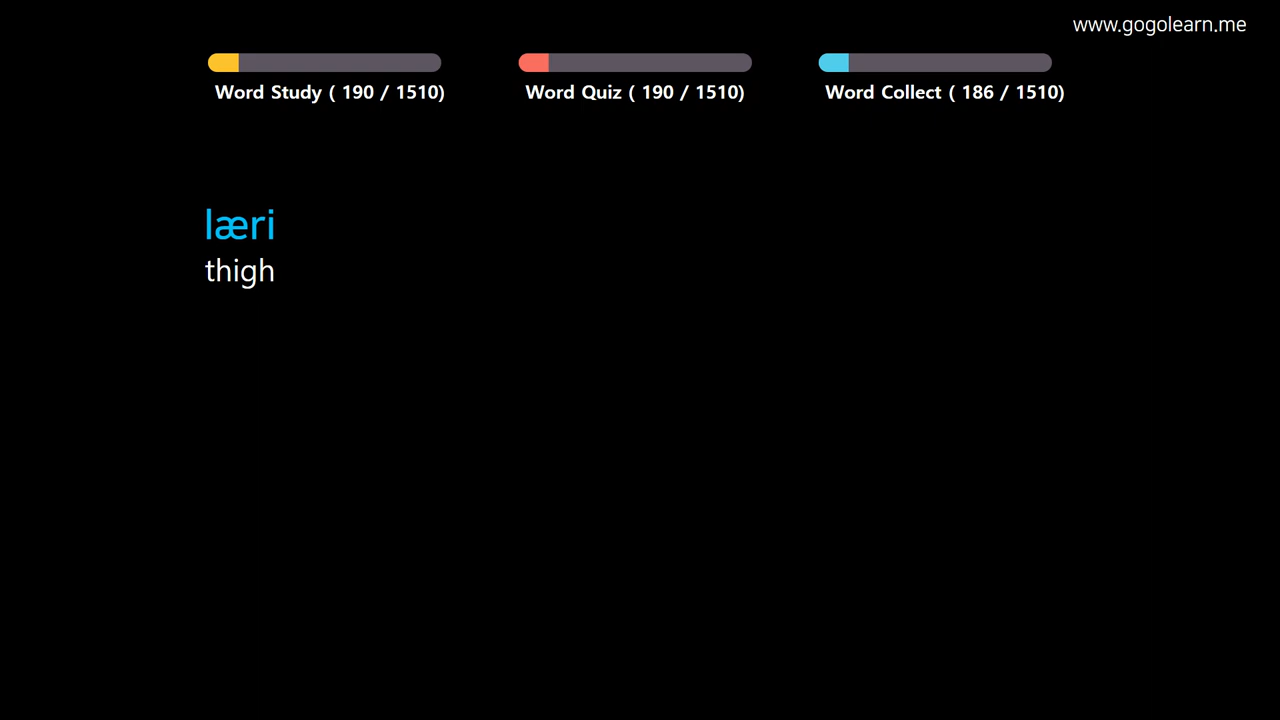 www.gogolearn.me
Word Study ( 190 / 1510)
Word Quiz ( 190 / 1510)
Word Collect ( 186 / 1510)
læri
thigh